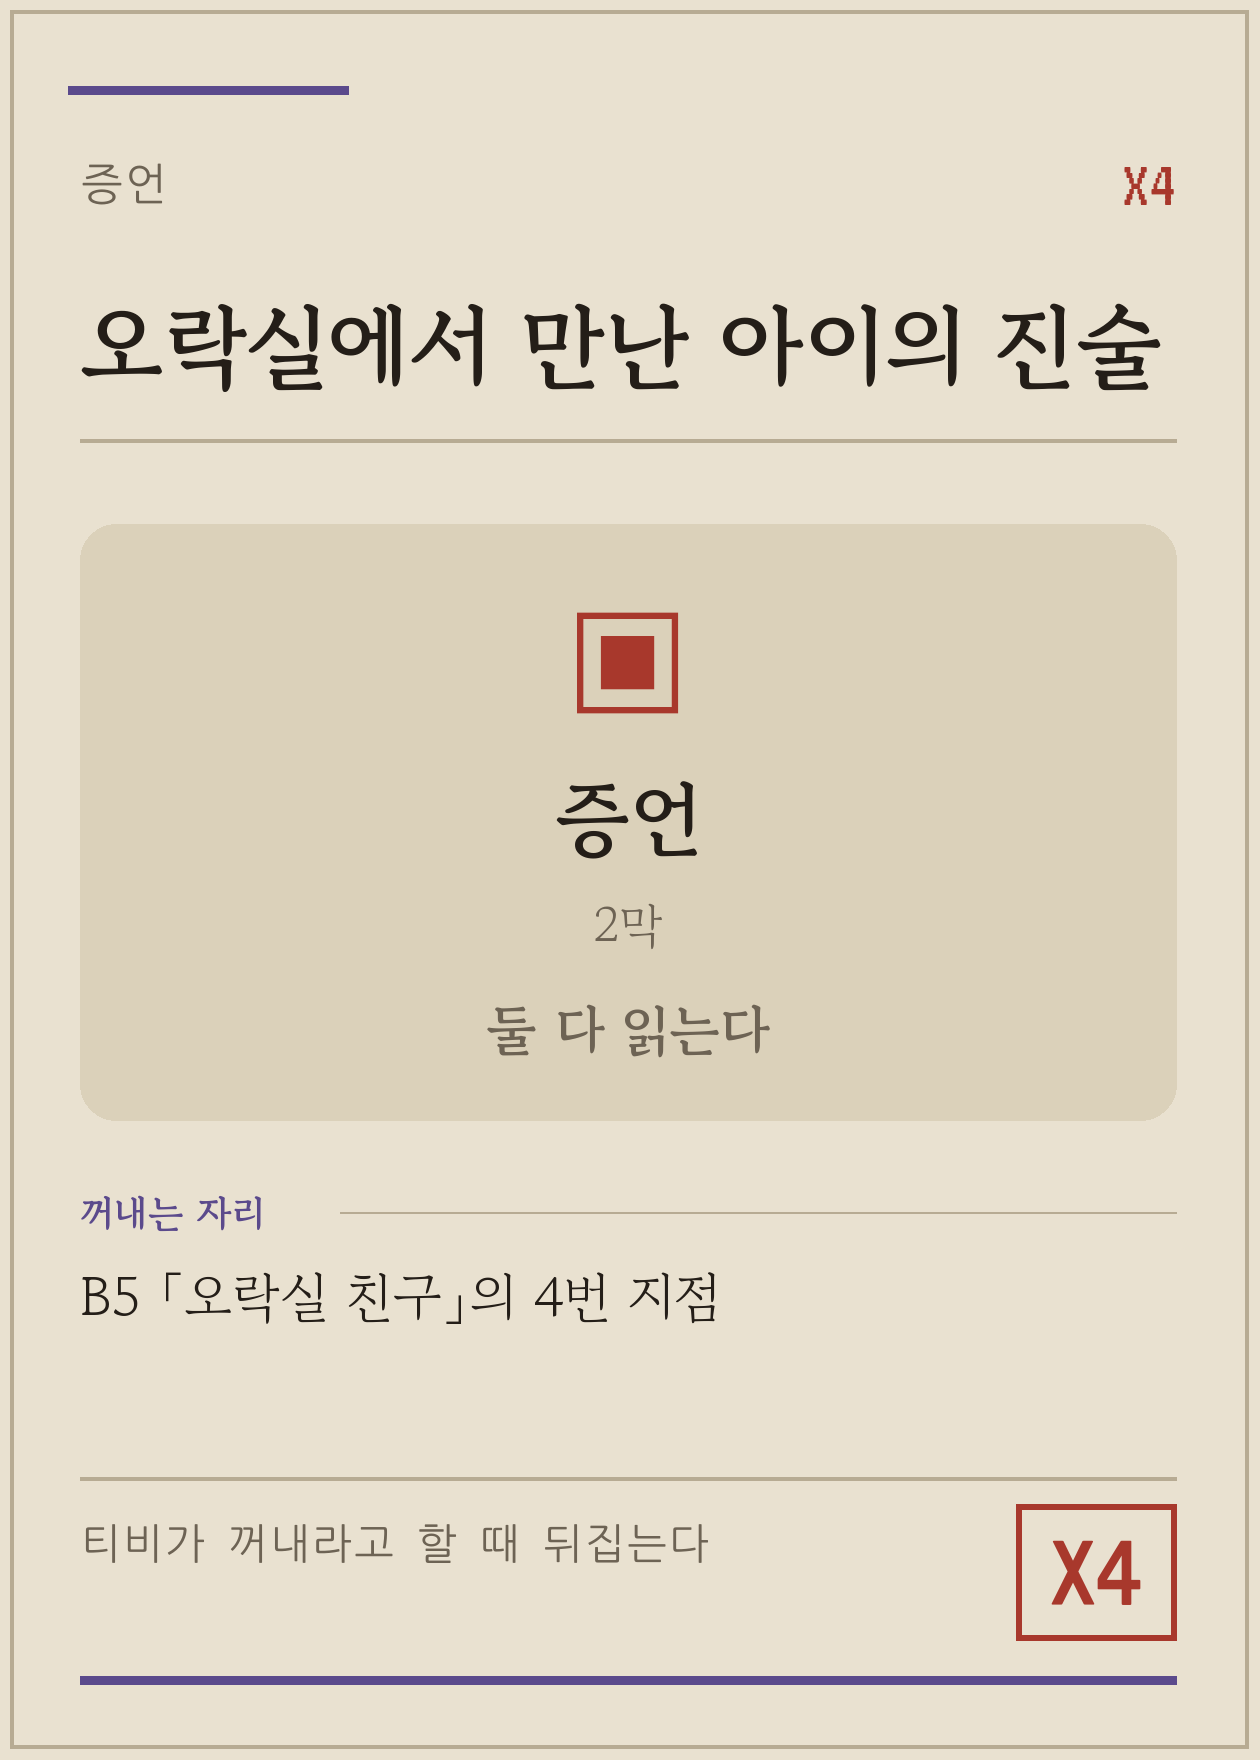 증언
X4
오락실에서 만난 아이의 진술
증언
2막
둘 다 읽는다
꺼내는 자리
B5 「오락실 친구」의 4번 지점
티비가 꺼내라고 할 때 뒤집는다
X4